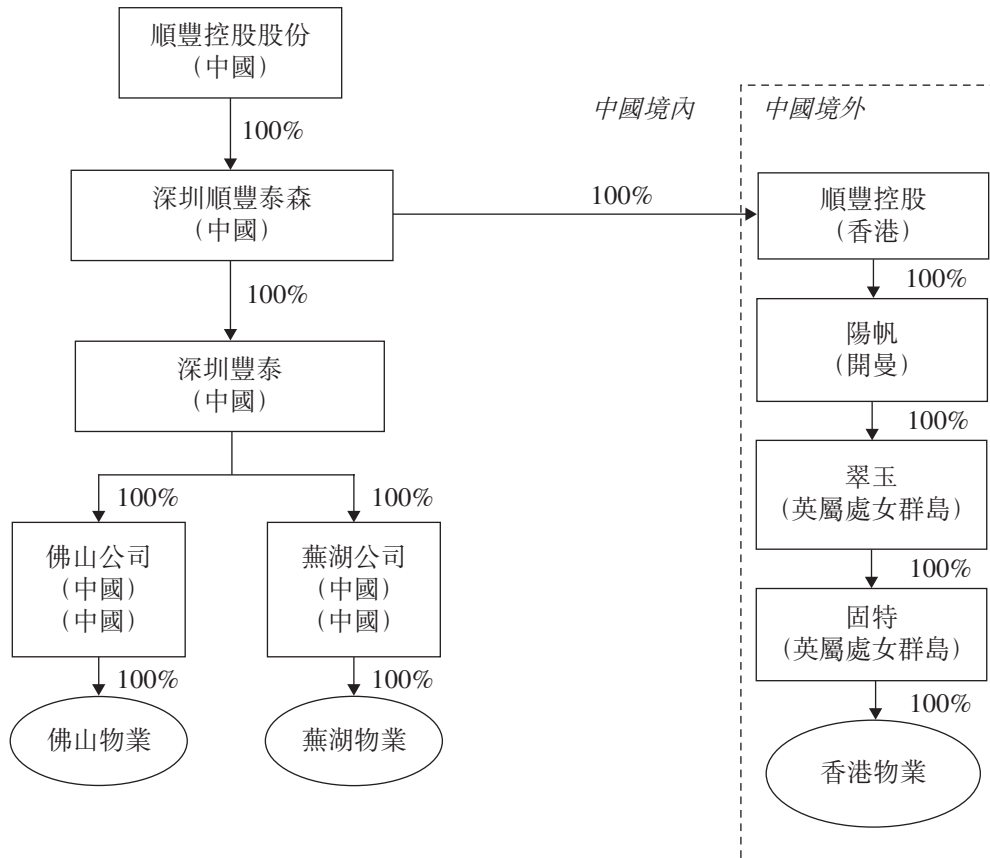 順豐控股股份
（中國）
100%
中國境內
中國境外
深圳順豐泰森
（中國）
100%
順豐控股
（香港）
100%
100%
陽帆
（開曼）
深圳豐泰
（中國）
100%
翠玉
（英屬處女群島）
100%
100%
佛山公司
（中國）
（中國）
蕪湖公司
（中國）
（中國）
100%
固特
（英屬處女群島）
100%
100%
100%
佛山物業
蕪湖物業
香港物業